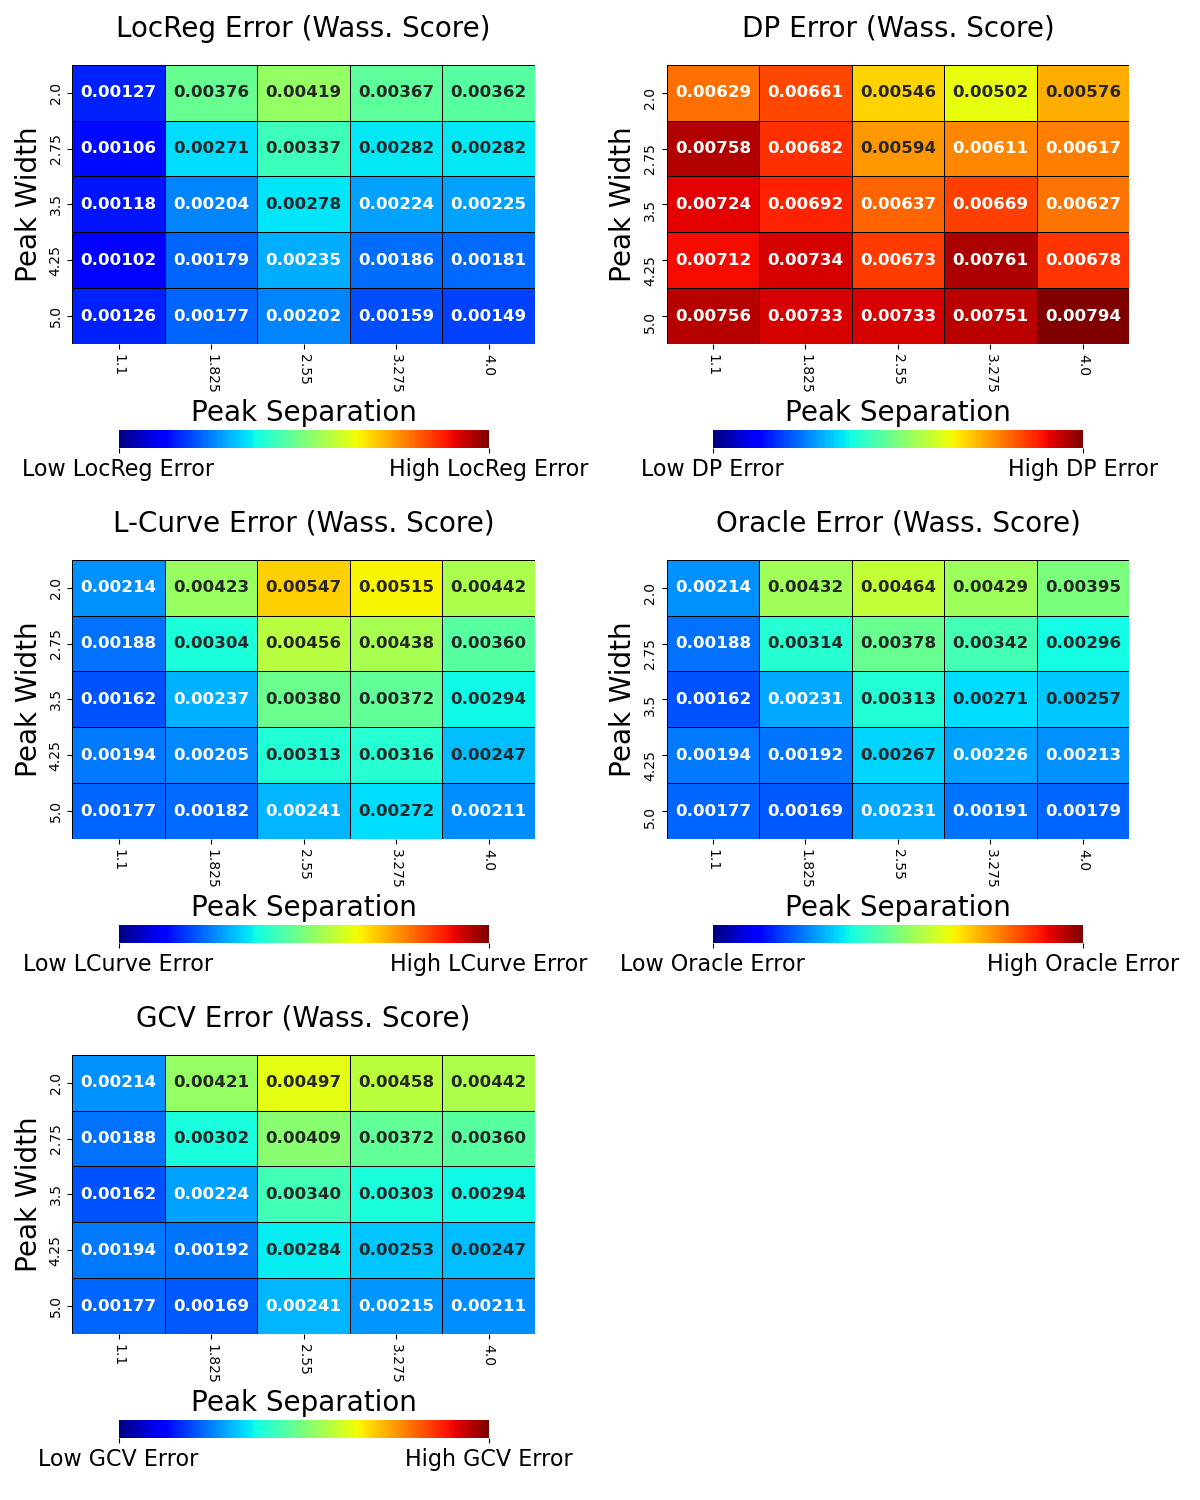 LocReg Error (Wass. Score)
Peak Width
2.0 0.00127 0.00376 0.00419 0.00367 0.00362
2.75 0.00106 0.00271 0.00337 0.00282 0.00282
3.5 0.00118 0.00204 0.00278 0.00224 0.00225
4.25 0.00102 0.00179 0.00235 0.00186 0.00181
5.0 0.00126 0.00177 0.00202 0.00159 0.00149
1.1 1.825 2.55 3.275 4.0
Peak Separation
Low LocReg Error High LocReg Error
DP Error (Wass. Score)
Peak Width
2.0 0.00629 0.00661 0.00546 0.00502 0.00576
2.75 0.00758 0.00682 0.00594 0.00611 0.00617
3.5 0.00724 0.00692 0.00637 0.00669 0.00627
4.25 0.00712 0.00734 0.00673 0.00761 0.00678
5.0 0.00756 0.00733 0.00733 0.00751 0.00794
1.1 1.825 2.55 3.275 4.0
Peak Separation
Low DP Error High DP Error
L-Curve Error (Wass. Score)
Peak Width
2.0 0.00214 0.00423 0.00547 0.00515 0.00442
2.75 0.00188 0.00304 0.00456 0.00438 0.00360
3.5 0.00162 0.00237 0.00380 0.00372 0.00294
4.25 0.00194 0.00205 0.00313 0.00316 0.00247
5.0 0.00177 0.00182 0.00241 0.00272 0.00211
1.1 1.825 2.55 3.275 4.0
Peak Separation
Low LCurve Error High LCurve Error
Oracle Error (Wass. Score)
Peak Width
2.0 0.00214 0.00432 0.00464 0.00429 0.00395
2.75 0.00188 0.00314 0.00378 0.00342 0.00296
3.5 0.00162 0.00231 0.00313 0.00271 0.00257
4.25 0.00194 0.00192 0.00267 0.00226 0.00213
5.0 0.00177 0.00169 0.00231 0.00191 0.00179
1.1 1.825 2.55 3.275 4.0
Peak Separation
Low Oracle Error High Oracle Error
GCV Error (Wass. Score)
Peak Width
2.0 0.00214 0.00421 0.00497 0.00458 0.00442
2.75 0.00188 0.00302 0.00409 0.00372 0.00360
3.5 0.00162 0.00224 0.00340 0.00303 0.00294
4.25 0.00194 0.00192 0.00284 0.00253 0.00247
5.0 0.00177 0.00169 0.00241 0.00215 0.00211
1.1 1.825 2.55 3.275 4.0
Peak Separation
Low GCV Error High GCV Error